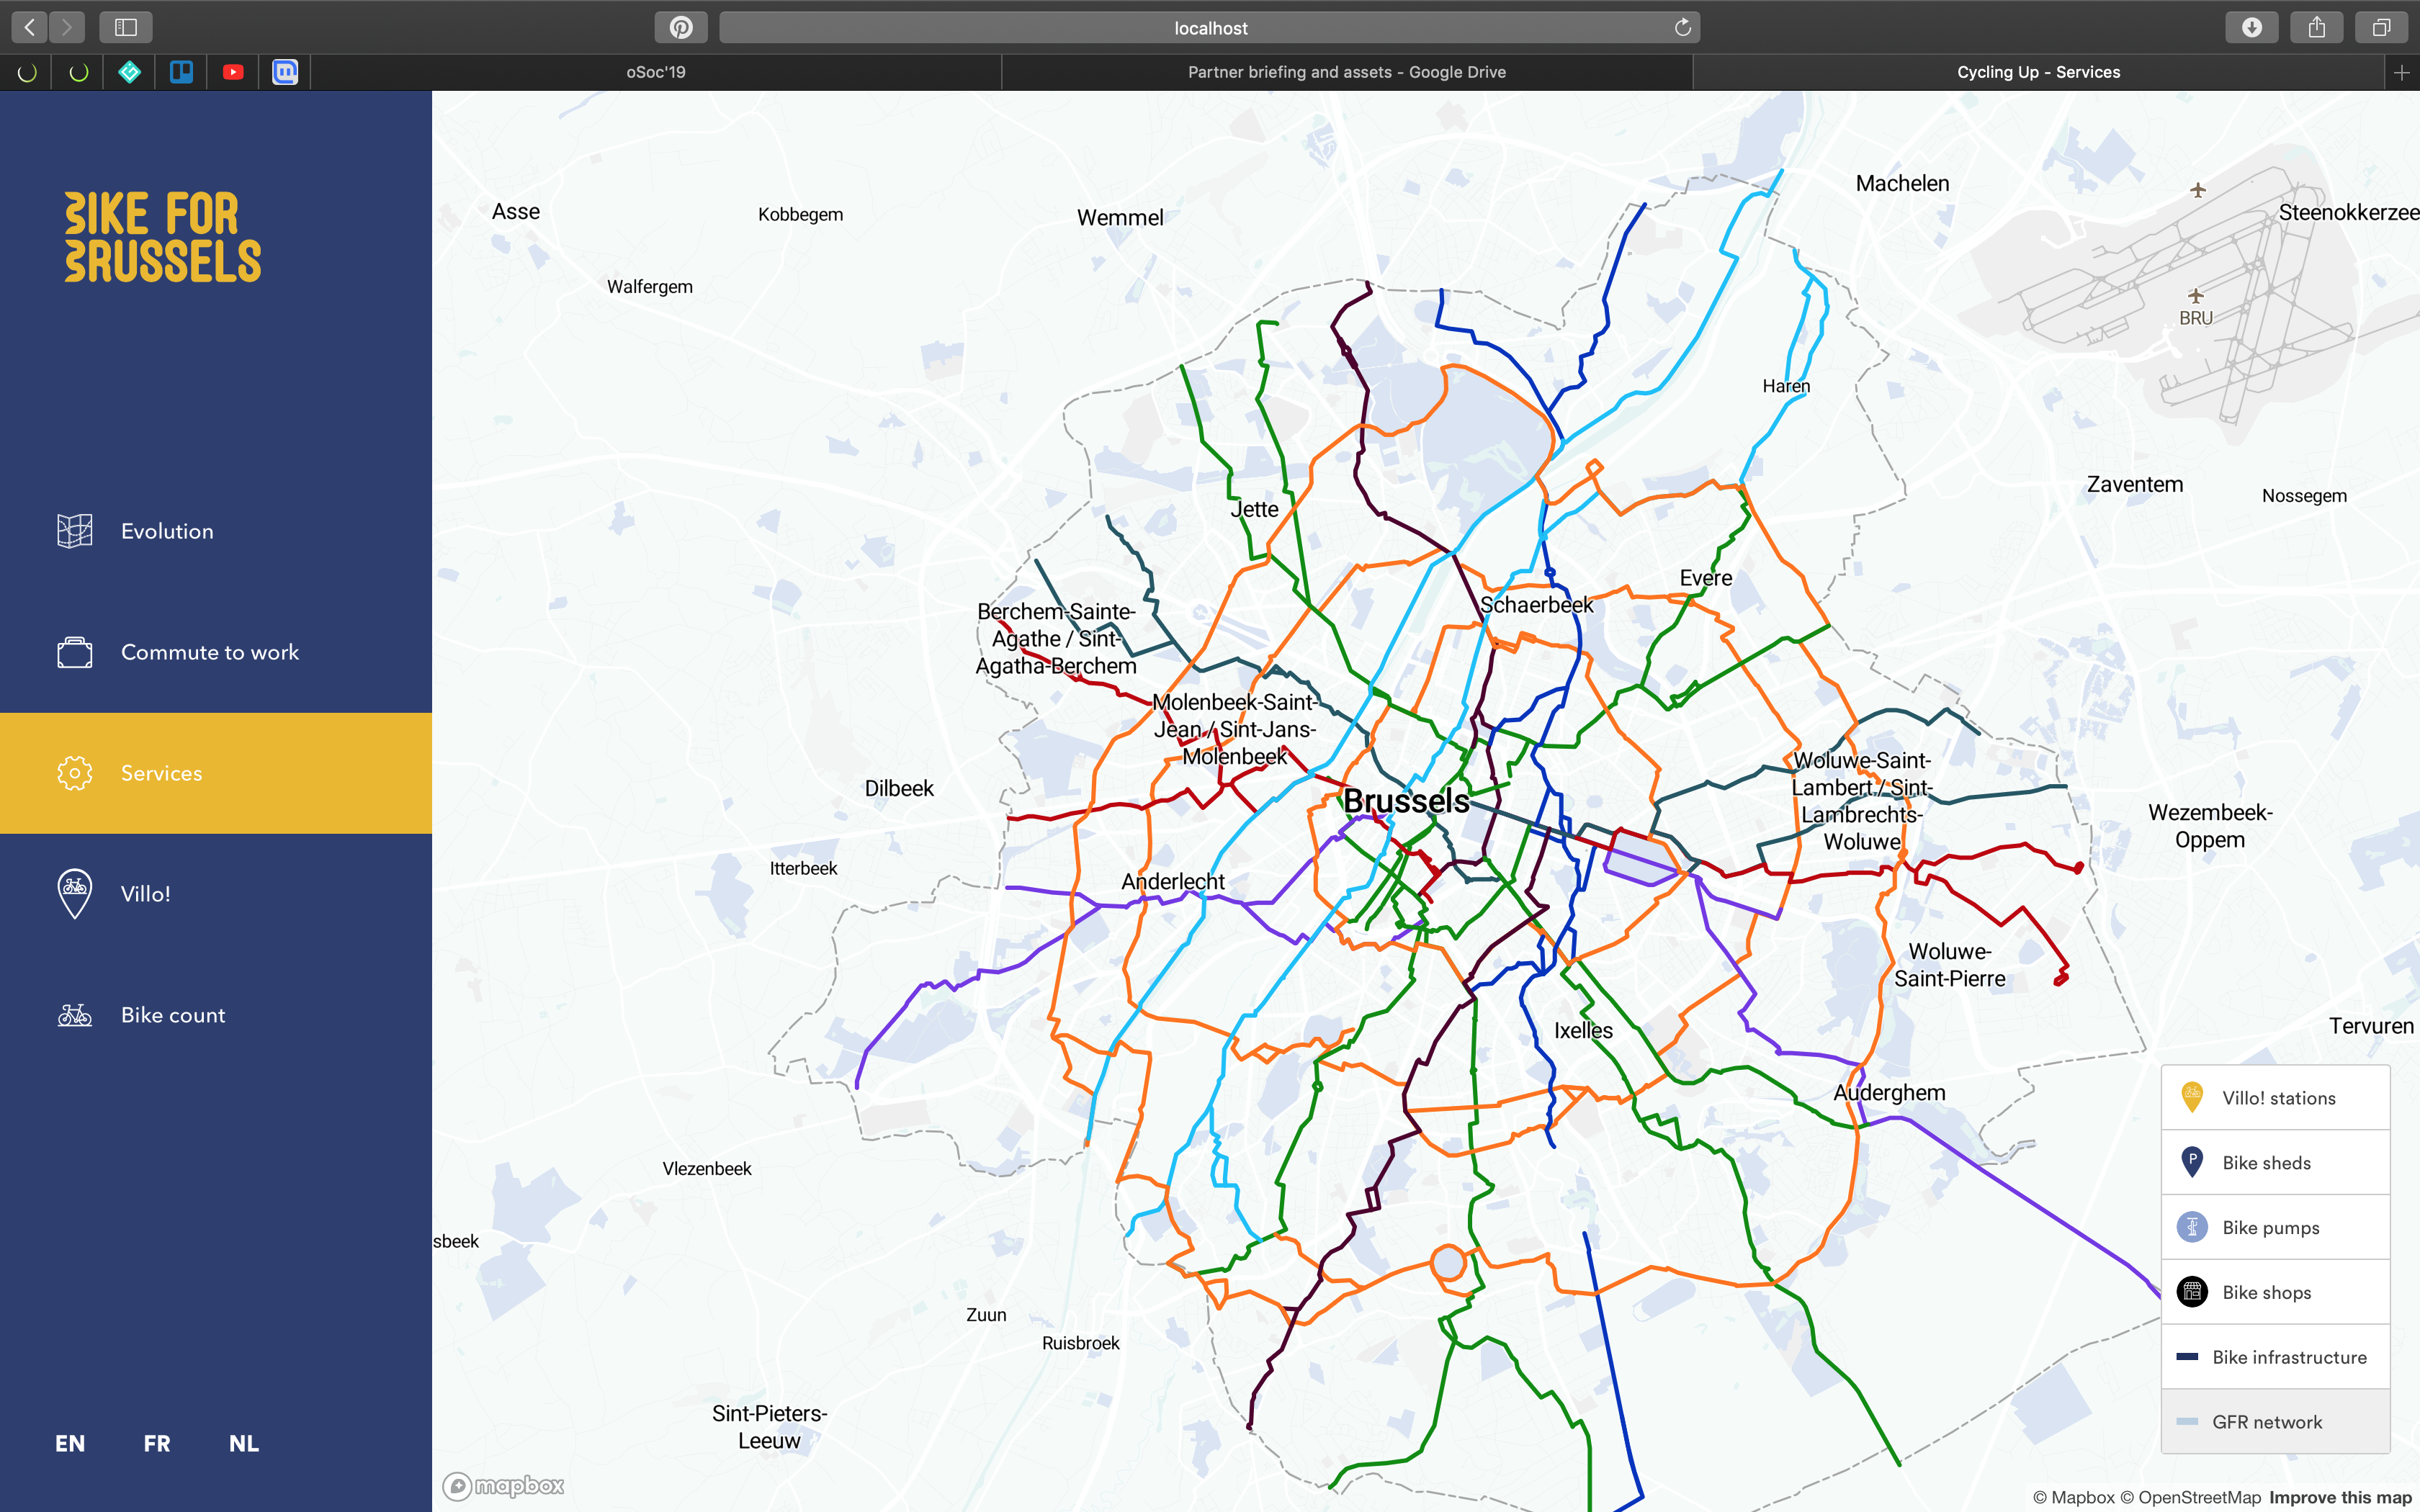 localhost
oSoc'19
Partner briefing and assets - Google Drive
Cycling Up - Services
BIKE FOR
BRUSSELS
Evolution
Commute to work
Services
Villo!
Bike count
EN FR NL
Asse
Kobbegem
Wemmel
Machelen
Steenokkerzee
Walfergem
BRU
Haren
Zaventem
Nossegem
Jette
Evere
Schaerbeek
Berchem-Sainte-
Agathe / Sint-
Agatha-Berchem
Molenbeek-Saint-
Jean / Sint-Jans-
Molenbeek
Dilbeek
Brussels
Woluwe-Saint-
Lambert / Sint-
Lambrechts-
Woluwe
Wezembeek-
Oppem
Itterbeek
Anderlecht
Woluwe-
Saint-Pierre
Ixelles
Tervuren
Auderghem
Vlezenbeek
sbeek
Zuun
Ruisbroek
Sint-Pieters-
Leeuw
Villo! stations
P
Bike sheds
Bike pumps
Bike shops
Bike infrastructure
GFR network
mapbox
© Mapbox © OpenStreetMap Improve this map